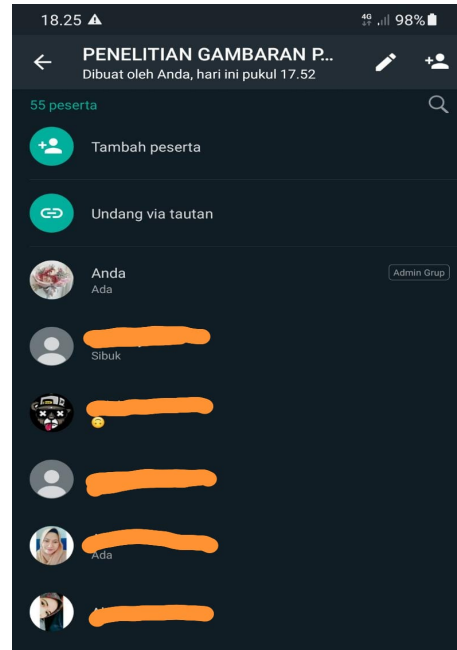 18.25
4G
98%
PENELITIAN GAMBARAN P...
Dibuat oleh Anda, hari ini pukul 17.52
55 peserta
Tambah peserta
Undang via tautan
Anda
Admin Grup
Ada
Sibuk
Ada